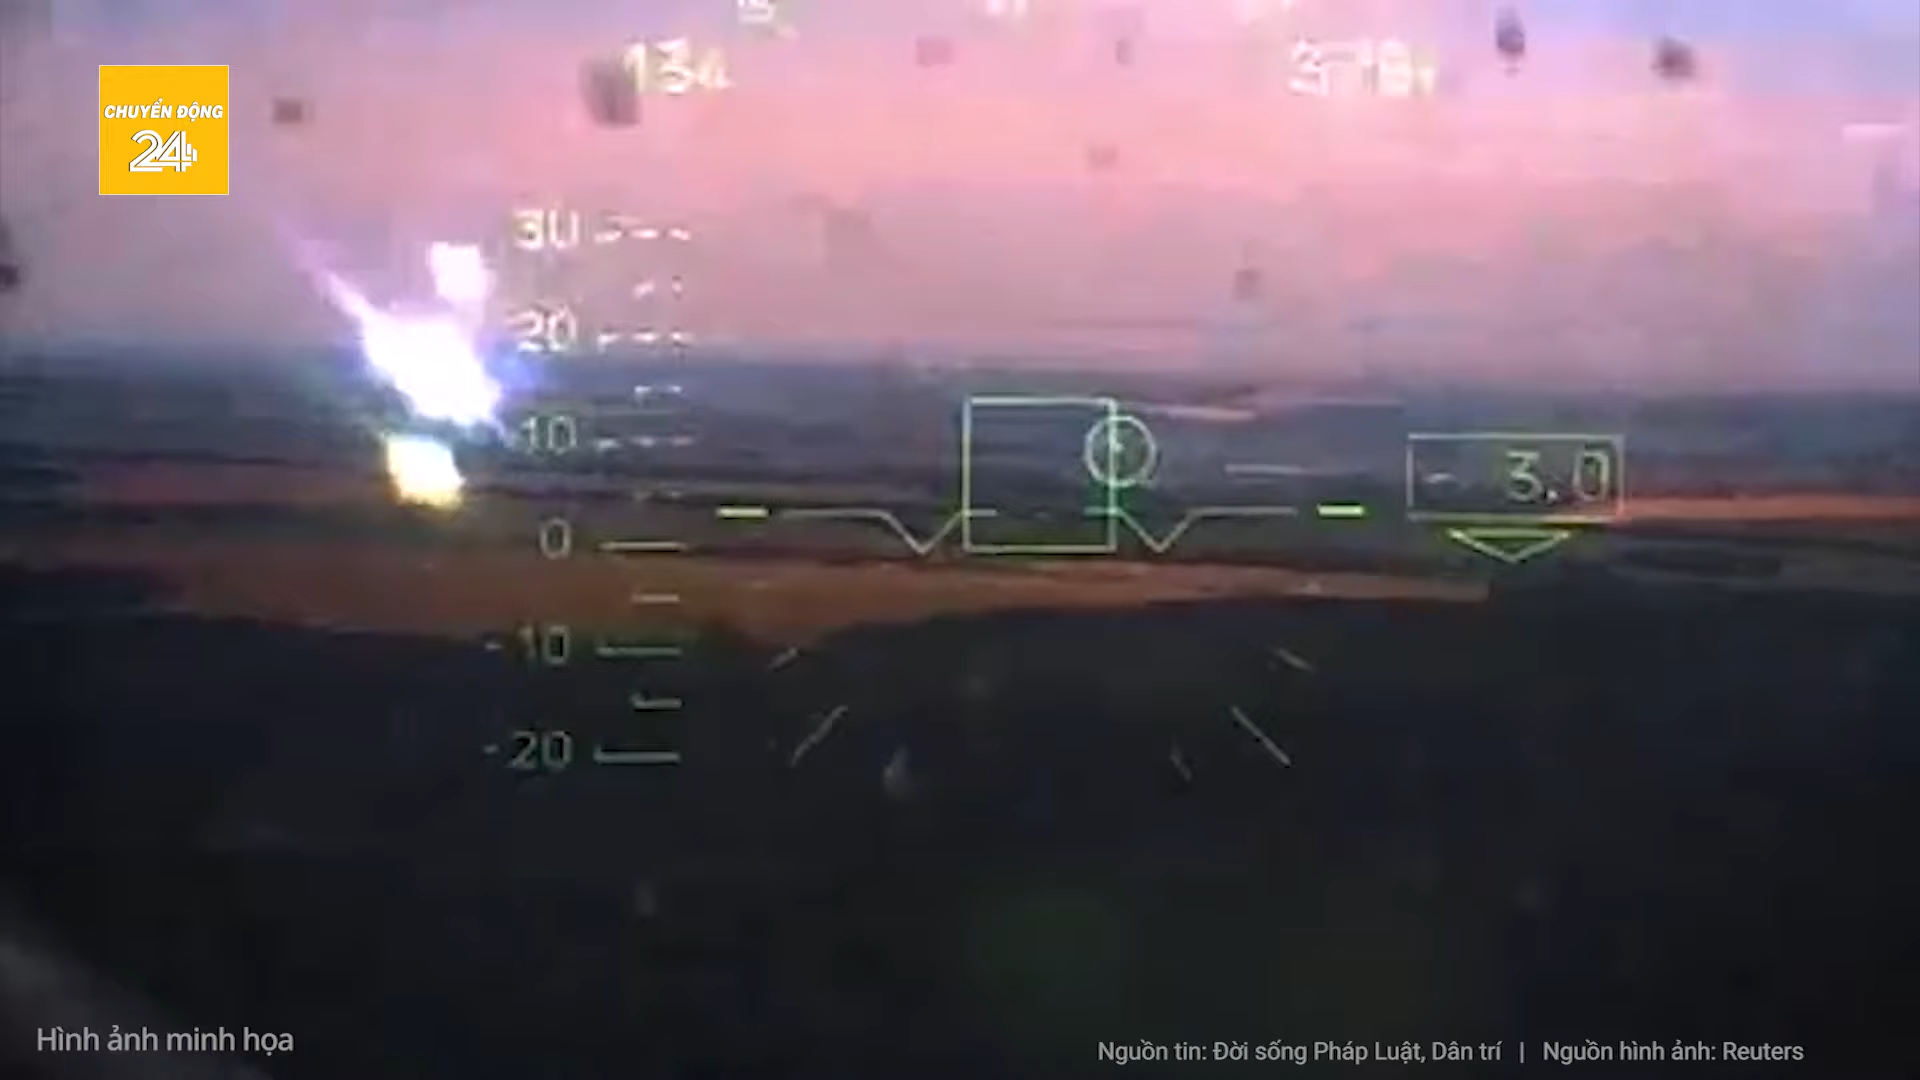 CHUYỂN ĐỘNG
24h
30
20
10
0
- 10
- 20
- 3.0
Hình ảnh minh họa
Nguồn tin: Đời sống Pháp Luật, Dân trí | Nguồn hình ảnh: Reuters